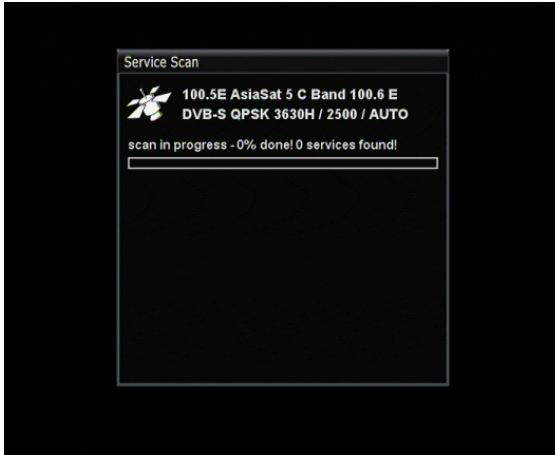 Service Scan
100.5E AsiaSat 5 C Band 100.6 E
DVB-S QPSK 3630H / 2500 / AUTO
scan in progress - 0% done! 0 services found!